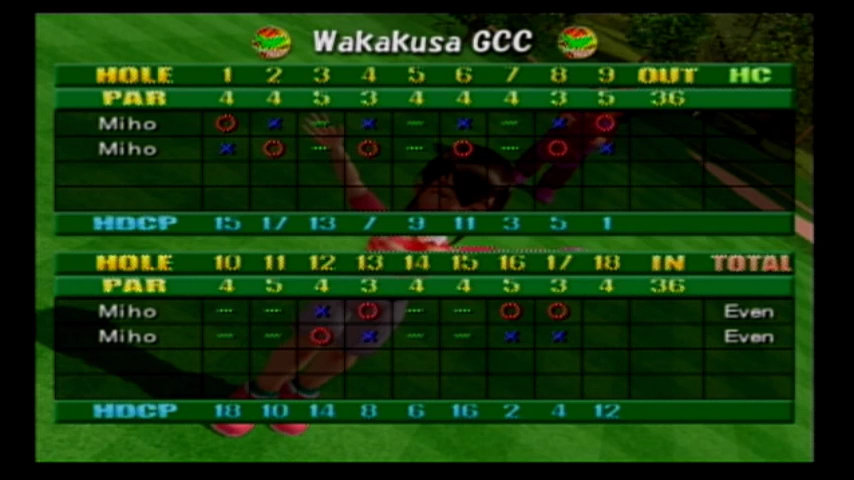 Wakakusa GCC
HOLE 1 2 3 4 5 6 7 8 9 OUT HC
PAR 4 4 5 3 4 4 4 3 5 36
Miho
Miho
HDCP 15 17 13 7 9 11 3 5 1
HOLE 10 11 12 13 14 15 16 17 18 IN TOTAL
PAR 4 5 4 3 4 4 5 3 4 36
Miho Even
Miho Even
HDCP 18 10 14 8 6 16 2 4 12